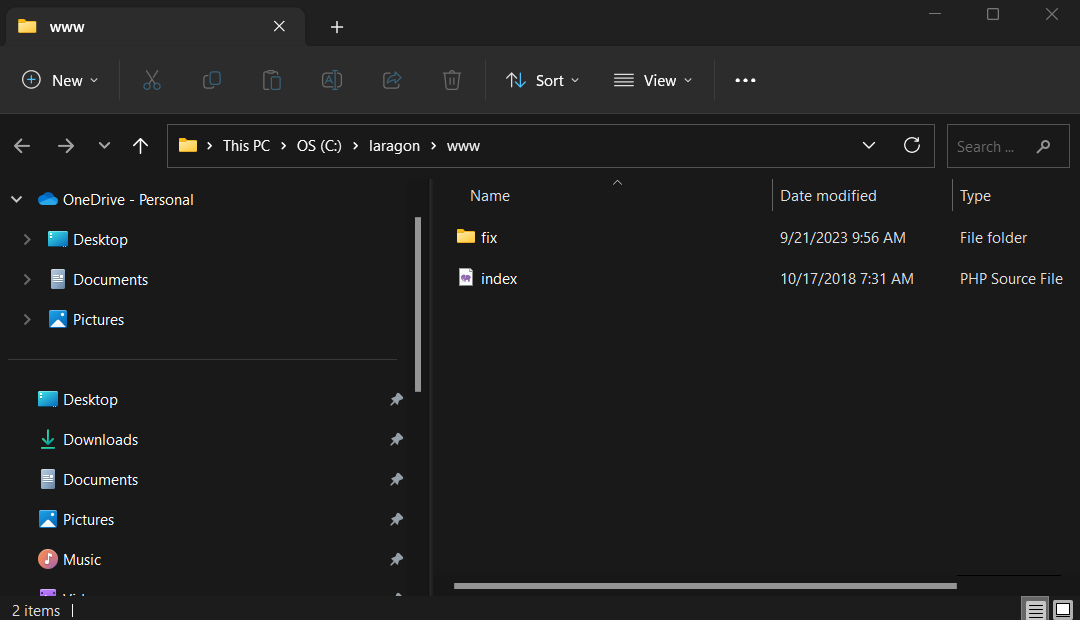 www
New
Sort
View
This PC
OS (C:)
laragon
www
Search ...
OneDrive - Personal
Desktop
Documents
Pictures
Desktop
Downloads
Documents
Pictures
Music
Name
Date modified
Type
fix
9/21/2023 9:56 AM
File folder
index
10/17/2018 7:31 AM
PHP Source File
2 items